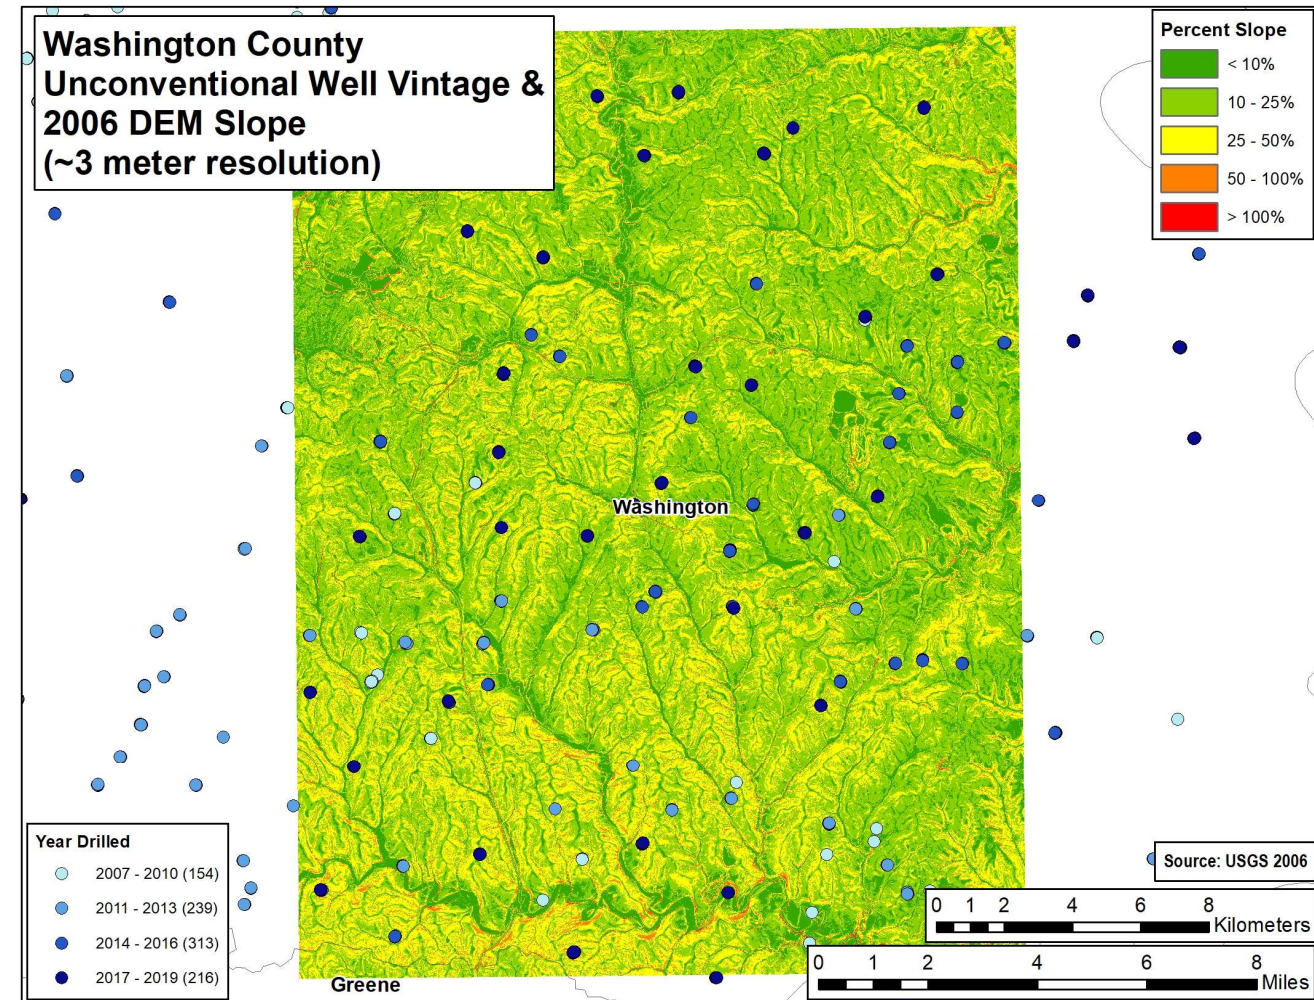 Washington County
Unconventional Well Vintage &
2006 DEM Slope
(~3 meter resolution)
Percent Slope
< 10%
10 - 25%
25 - 50%
50 - 100%
> 100%
Washington
Year Drilled
2007 - 2010 (154)
2011 - 2013 (239)
2014 - 2016 (313)
2017 - 2019 (216)
Greene
Source: USGS 2006
0 1 2 4 6 8
Kilometers
0 1 2 4 6 8
Miles